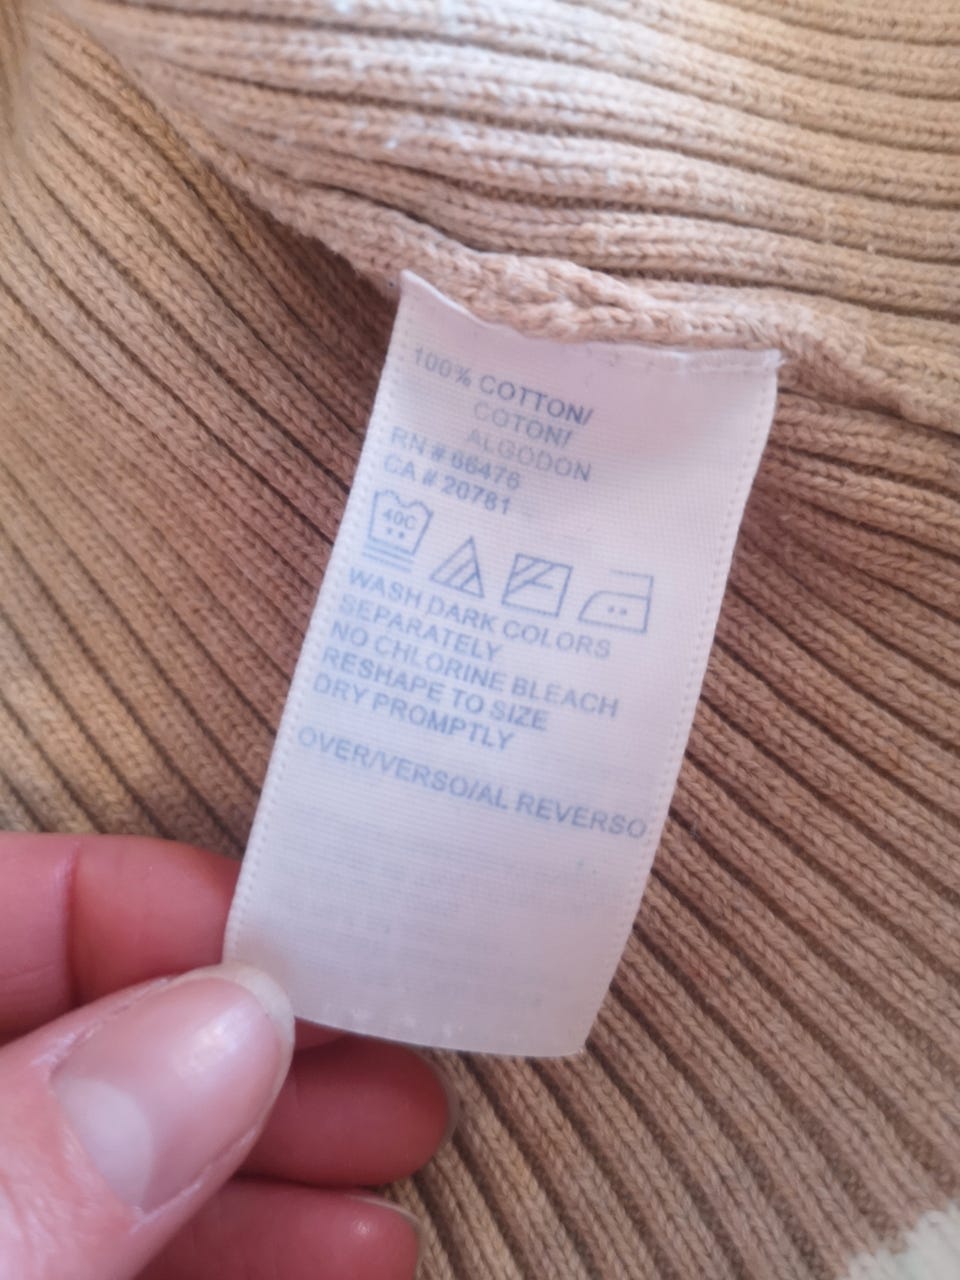 100% COTTON/
COTON/
ALGODON
RN # 66476
CA # 20781
40C
WASH DARK COLORS
SEPARATELY
NO CHLORINE BLEACH
RESHAPE TO SIZE
DRY PROMPTLY
OVER/VERSO/AL REVERSO